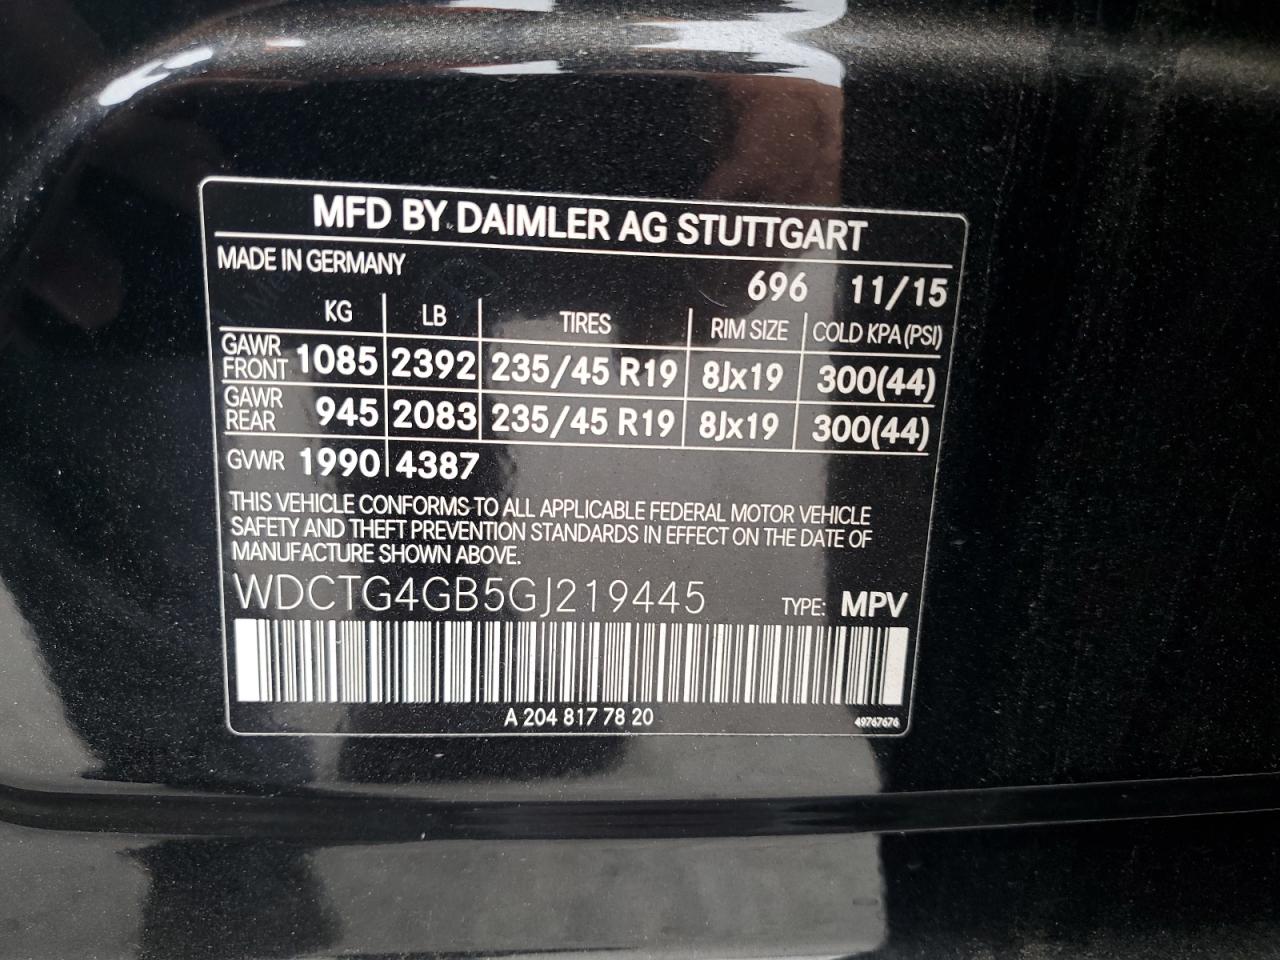 MFD BY DAIMLER AG STUTTGART
MADE IN GERMANY
696 11/15
KG LB TIRES RIM SIZE COLD KPA(PSI)
GAWR FRONT 1085 2392 235/45 R19 8Jx19 300(44)
GAWR REAR 945 2083 235/45 R19 8Jx19 300(44)
GVWR 1990 4387
THIS VEHICLE CONFORMS TO ALL APPLICABLE FEDERAL MOTOR VEHICLE
SAFETY AND THEFT PREVENTION STANDARDS IN EFFECT ON THE DATE OF
MANUFACTURE SHOWN ABOVE.
WDCTG4GB5GJ219445 TYPE: MPV
A 204 817 78 20 49767676